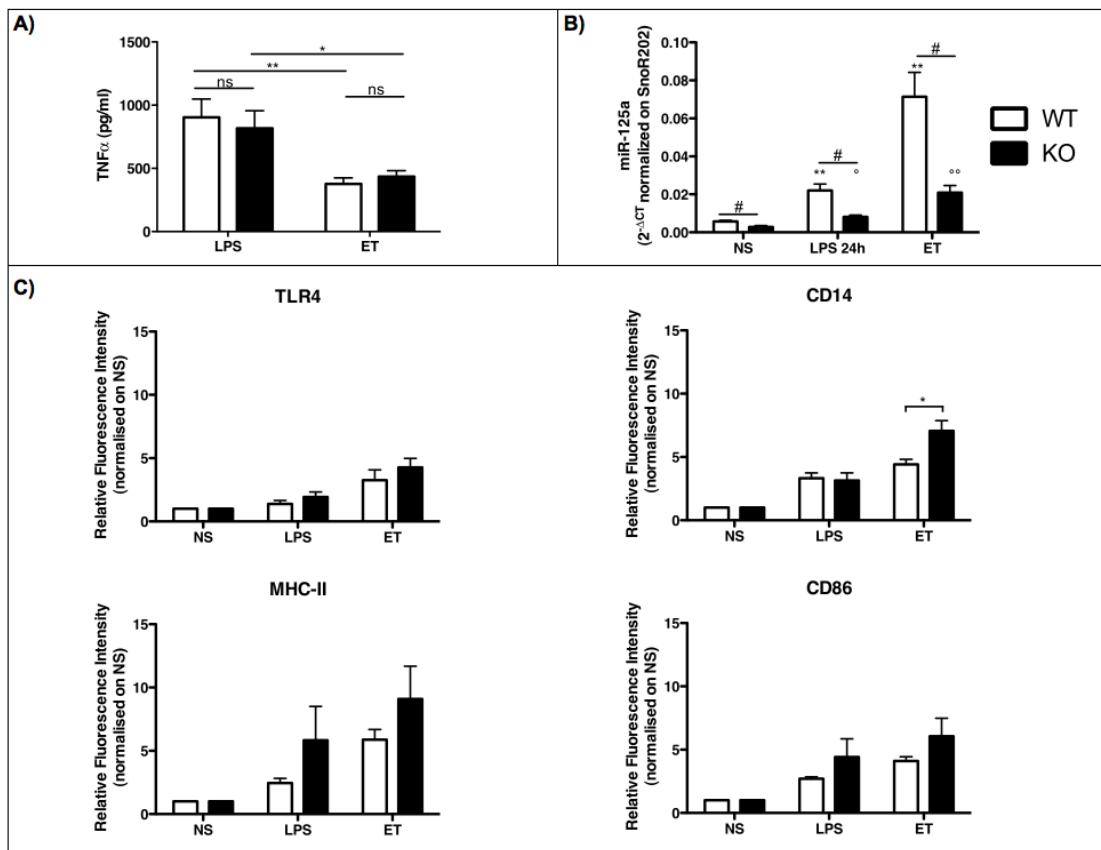 A)
TNFα (pg/ml)
1500
1000
500
0
*
**
ns
ns
LPS
ET
B)
miR-125a
(2^-ΔCT normalized on SnoR202)
0.10
0.08
0.06
0.04
0.02
0.00
#
#
** °
#
**
°°
NS
LPS 24h
ET
WT
KO
C)
TLR4
Relative Fluorescence Intensity
(normalised on NS)
15
10
5
0
NS
LPS
ET
CD14
Relative Fluorescence Intensity
(normalised on NS)
15
10
5
0
*
NS
LPS
ET
MHC-II
Relative Fluorescence Intensity
(normalised on NS)
15
10
5
0
NS
LPS
ET
CD86
Relative Fluorescence Intensity
(normalised on NS)
15
10
5
0
NS
LPS
ET